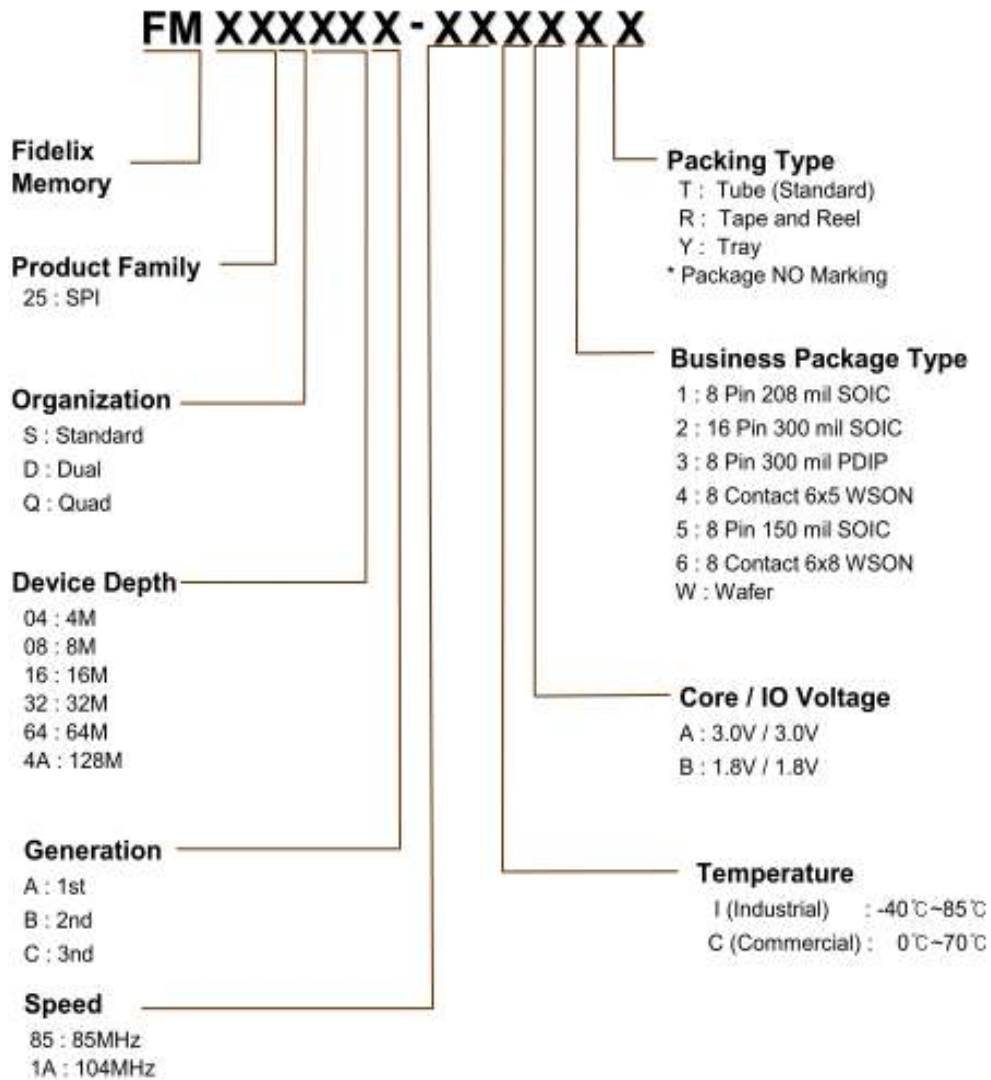 FM XXXXXX - XXXXXX
Fidelix
Memory
Product Family
25 : SPI
Organization
S : Standard
D : Dual
Q : Quad
Device Depth
04 : 4M
08 : 8M
16 : 16M
32 : 32M
64 : 64M
4A : 128M
Generation
A : 1st
B : 2nd
C : 3nd
Speed
85 : 85MHz
1A : 104MHz
Packing Type
T : Tube (Standard)
R : Tape and Reel
Y : Tray
* Package NO Marking
Business Package Type
1 : 8 Pin 208 mil SOIC
2 : 16 Pin 300 mil SOIC
3 : 8 Pin 300 mil PDIP
4 : 8 Contact 6x5 WSON
5 : 8 Pin 150 mil SOIC
6 : 8 Contact 6x8 WSON
W : Wafer
Core / IO Voltage
A : 3.0V / 3.0V
B : 1.8V / 1.8V
Temperature
I (Industrial) : -40℃~85℃
C (Commercial) : 0℃~70℃